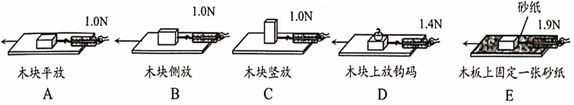 砂纸
1.0N
1.0N
1.0N
1.4N
1.9N
A
B
C
D
E
木块平放
木块侧放
木块竖放
木块上放钩码
木板上固定一张砂纸